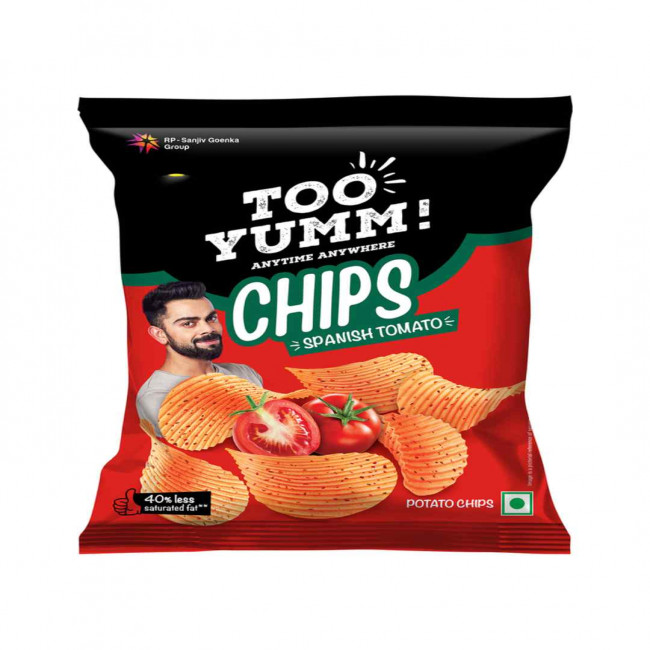 RP-Sanjiv Goenka
Group
TOO
YUMM!
ANYTIME ANYWHERE
CHIPS
SPANISH TOMATO
40% less
saturated fat**
POTATO CHIPS